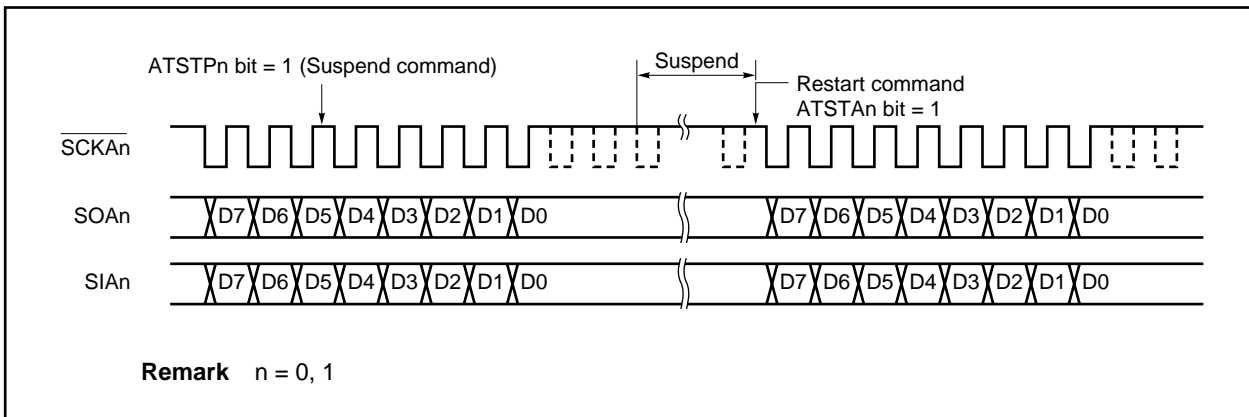 Suspend
ATSTPn bit = 1 (Suspend command)
Restart command
ATSTAn bit = 1
SCKAn
SOAn D7 D6 D5 D4 D3 D2 D1 D0 D7 D6 D5 D4 D3 D2 D1 D0
SIAn D7 D6 D5 D4 D3 D2 D1 D0 D7 D6 D5 D4 D3 D2 D1 D0
Remark n = 0, 1